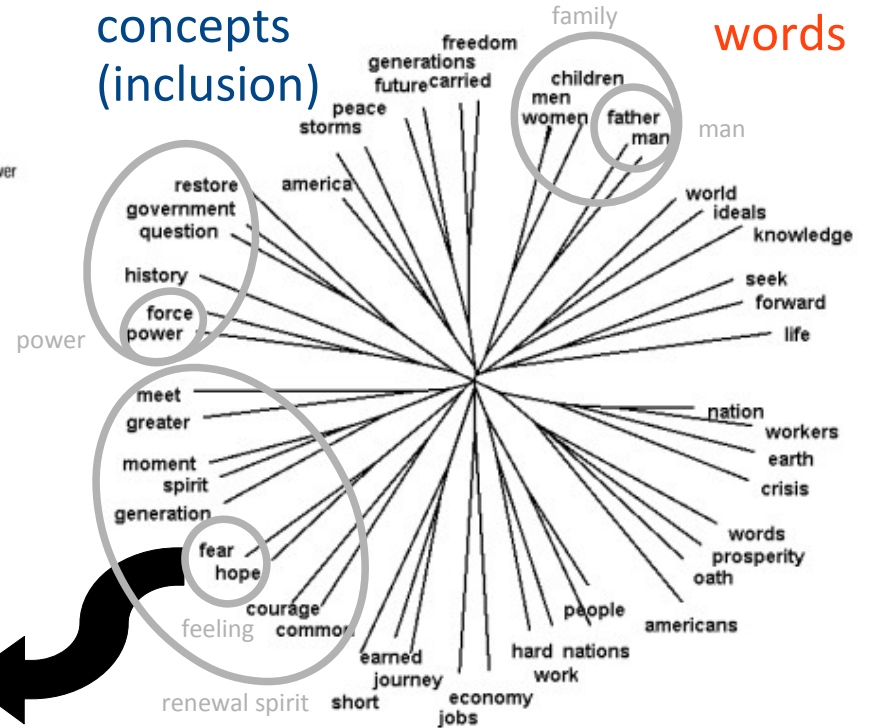 concepts
(inclusion)
words
family
freedom
generations
future carried
peace
storms
america
children
men
women
father
man
man
restore
government
question
history
force
power
power
world
ideals
knowledge
seek
forward
life
meet
greater
moment
spirit
generation
fear
hope
courage
common
feeling
renewal spirit
nation
workers
earth
crisis
words
prosperity
oath
americans
people
hard nations
work
earned
journey
short
economy
jobs